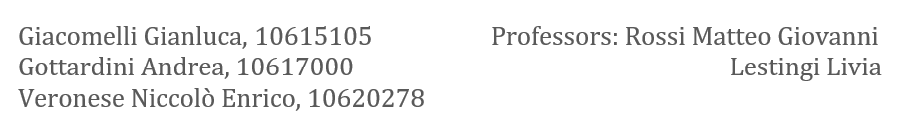 Giacomelli Gianluca, 10615105
Gottardini Andrea, 10617000
Veronese Niccolò Enrico, 10620278
Professors: Rossi Matteo Giovanni
Lestingi Livia